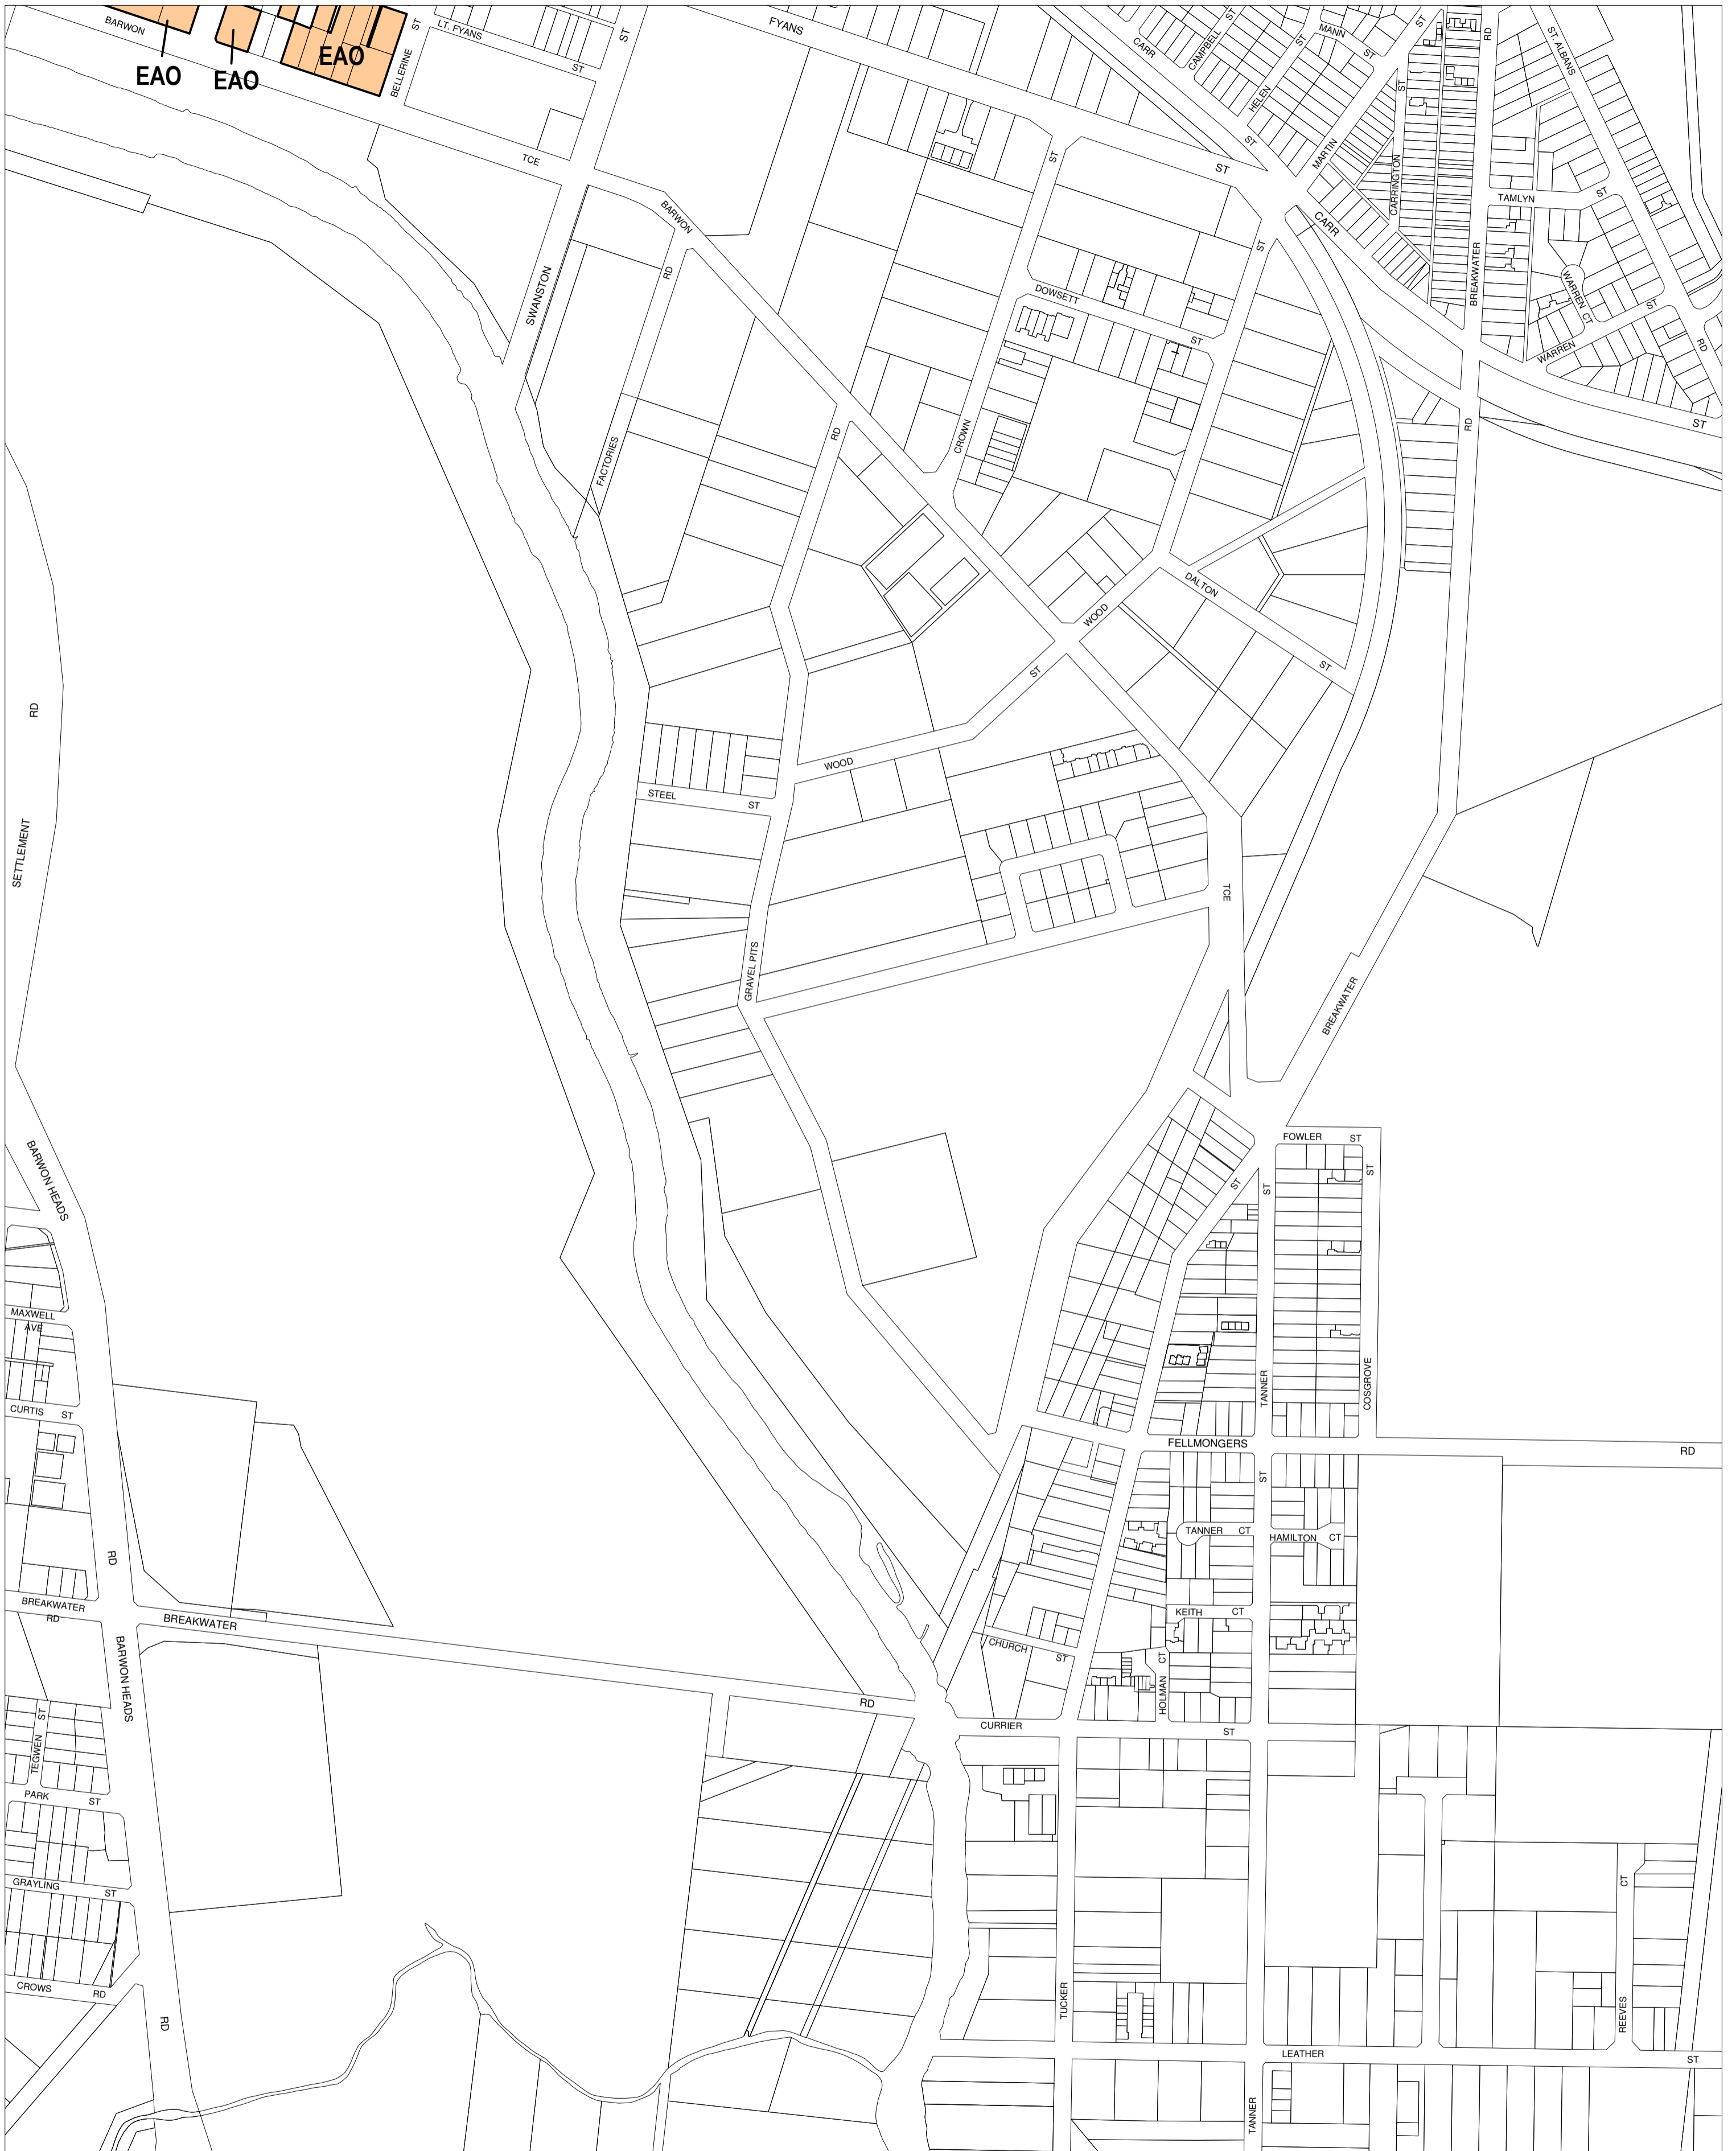 BARWON
EAO
EAO
EAO
BELLERINE
ST
LT. FYANS
ST
ST
FYANS
CARR
CAMPBELL
ST
HELEN
ST
MANN
ST
ST
RD
ST. ALBANS
TCE
BARWON
ST
ST
ST
MARTIN
ST
CARRINGTON
TAMLYN
ST
CARR
SWANSTON
RD
DOWSETT
ST
ST
BREAKWATER
WARREN CT
ST
WARREN
RD
ST
FACTORIES
RD
CROWN
RD
DALTON
ST
WOOD
ST
WOOD
STEEL
ST
RD
SETTLEMENT
TCE
GRAVEL PITS
BREAKWATER
BARWON HEADS
FOWLER
ST
ST
ST
ST
MAXWELL
AVE
TANNER
COSGROVE
CURTIS
ST
FELLMONGERS
RD
ST
TANNER
CT
HAMILTON
CT
RD
BREAKWATER
RD
BREAKWATER
KEITH
CT
BARWON HEADS
CHURCH
ST
HOLMAN
CT
RD
CURRIER
ST
TEGWEN
ST
PARK
ST
GRAYLING
ST
CT
CROWS
RD
RD
TUCKER
REEVES
LEATHER
ST
TANNER